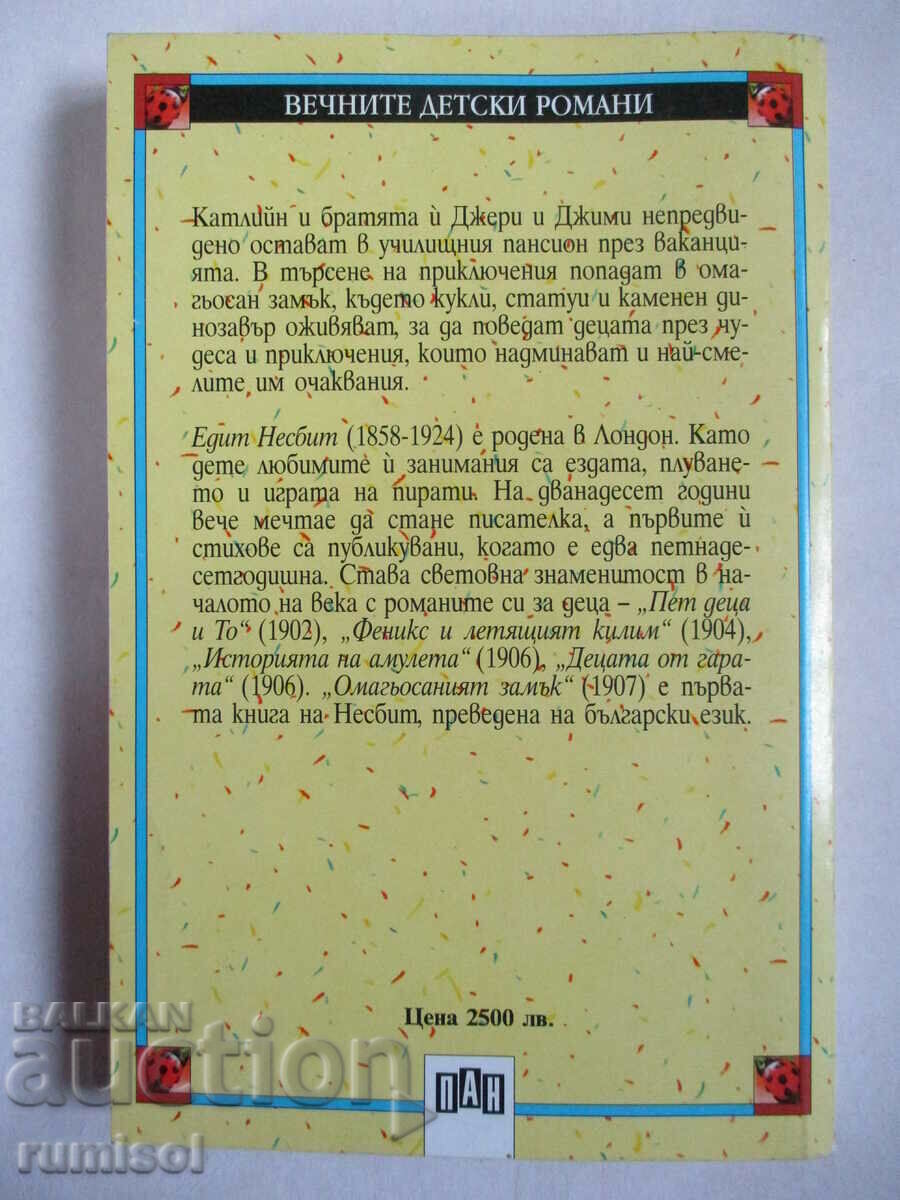 ВЕЧНИТЕ ДЕТСКИ РОМАНИ
Катлийн и братята ѝ Джери и Джими непредви-
дено остават в училищния пансион през ваканци-
ята. В търсене на приключения попадат в ома-
гьосан замък, където кукли, статуи и каменен ди-
нозавър оживяват, за да поведат децата през чу-
деса и приключения, които надминават и най-сме-
лите им очаквания.
Едит Несбит (1858-1924) е родена в Лондон. Като
дете любимите ѝ занимания са ездата, плуване-
то и играта на пирати. На дванадесет години
вече мечтае да стане писателка, а първите ѝ
стихове са публикувани, когато е едва петнаде-
сетгодишна. Става световна знаменитост в на-
чалото на века с романите си за деца – „Пет деца
и То“ (1902), „Феникс и летящият килим“ (1904),
„Историята на амулета“ (1906), „Децата от гара-
та“ (1906). „Омагьосаният замък“ (1907) е първа-
та книга на Несбит, преведена на български език.
Цена 2500 лв.
ПАН
BALKAN
auction
rumisol